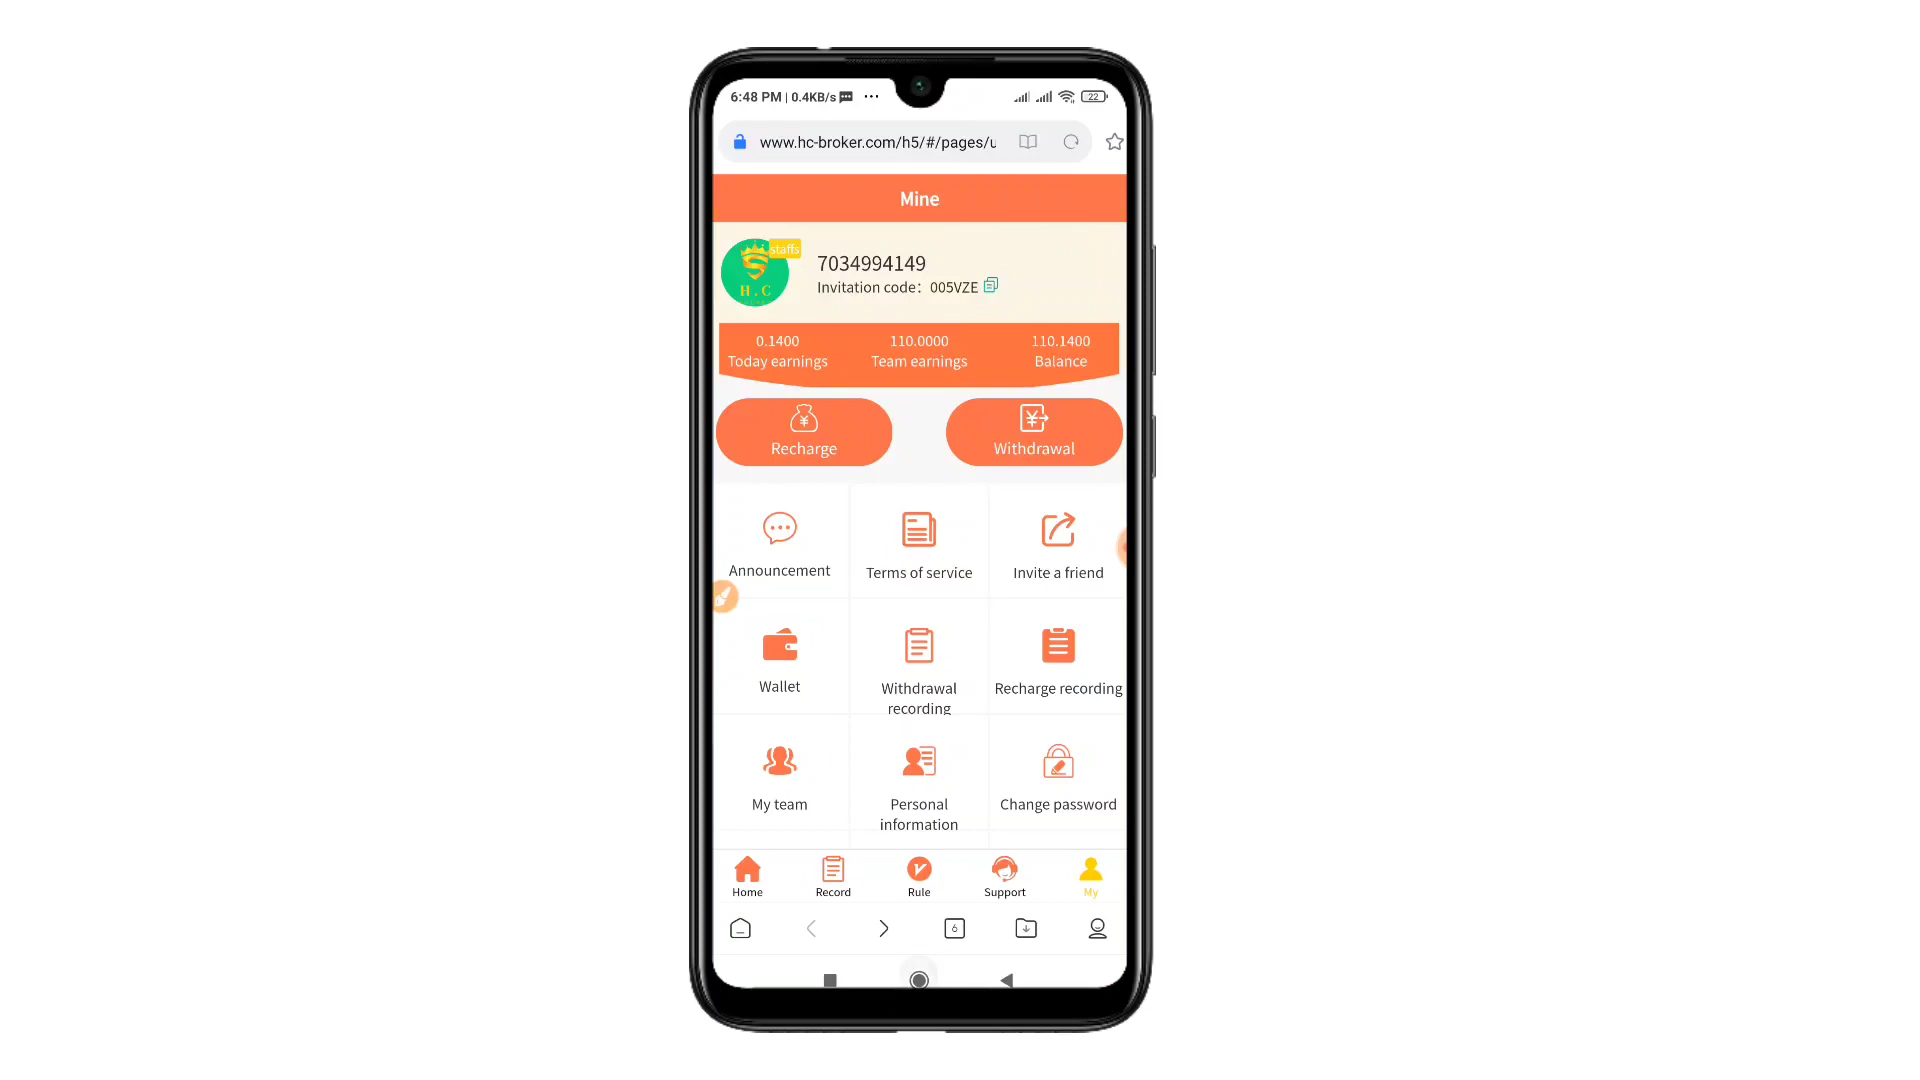 6:48 PM | 0.4KB/s ...
22
www.hc-broker.com/h5/#/pages/u
Mine
staffs
H.C
7034994149
Invitation code: 005VZE
0.1400 110.0000 110.1400
Today earnings Team earnings Balance
Recharge Withdrawal
Announcement Terms of service Invite a friend
Wallet Withdrawal recording Recharge recording
My team Personal information Change password
Home Record Rule Support My
6